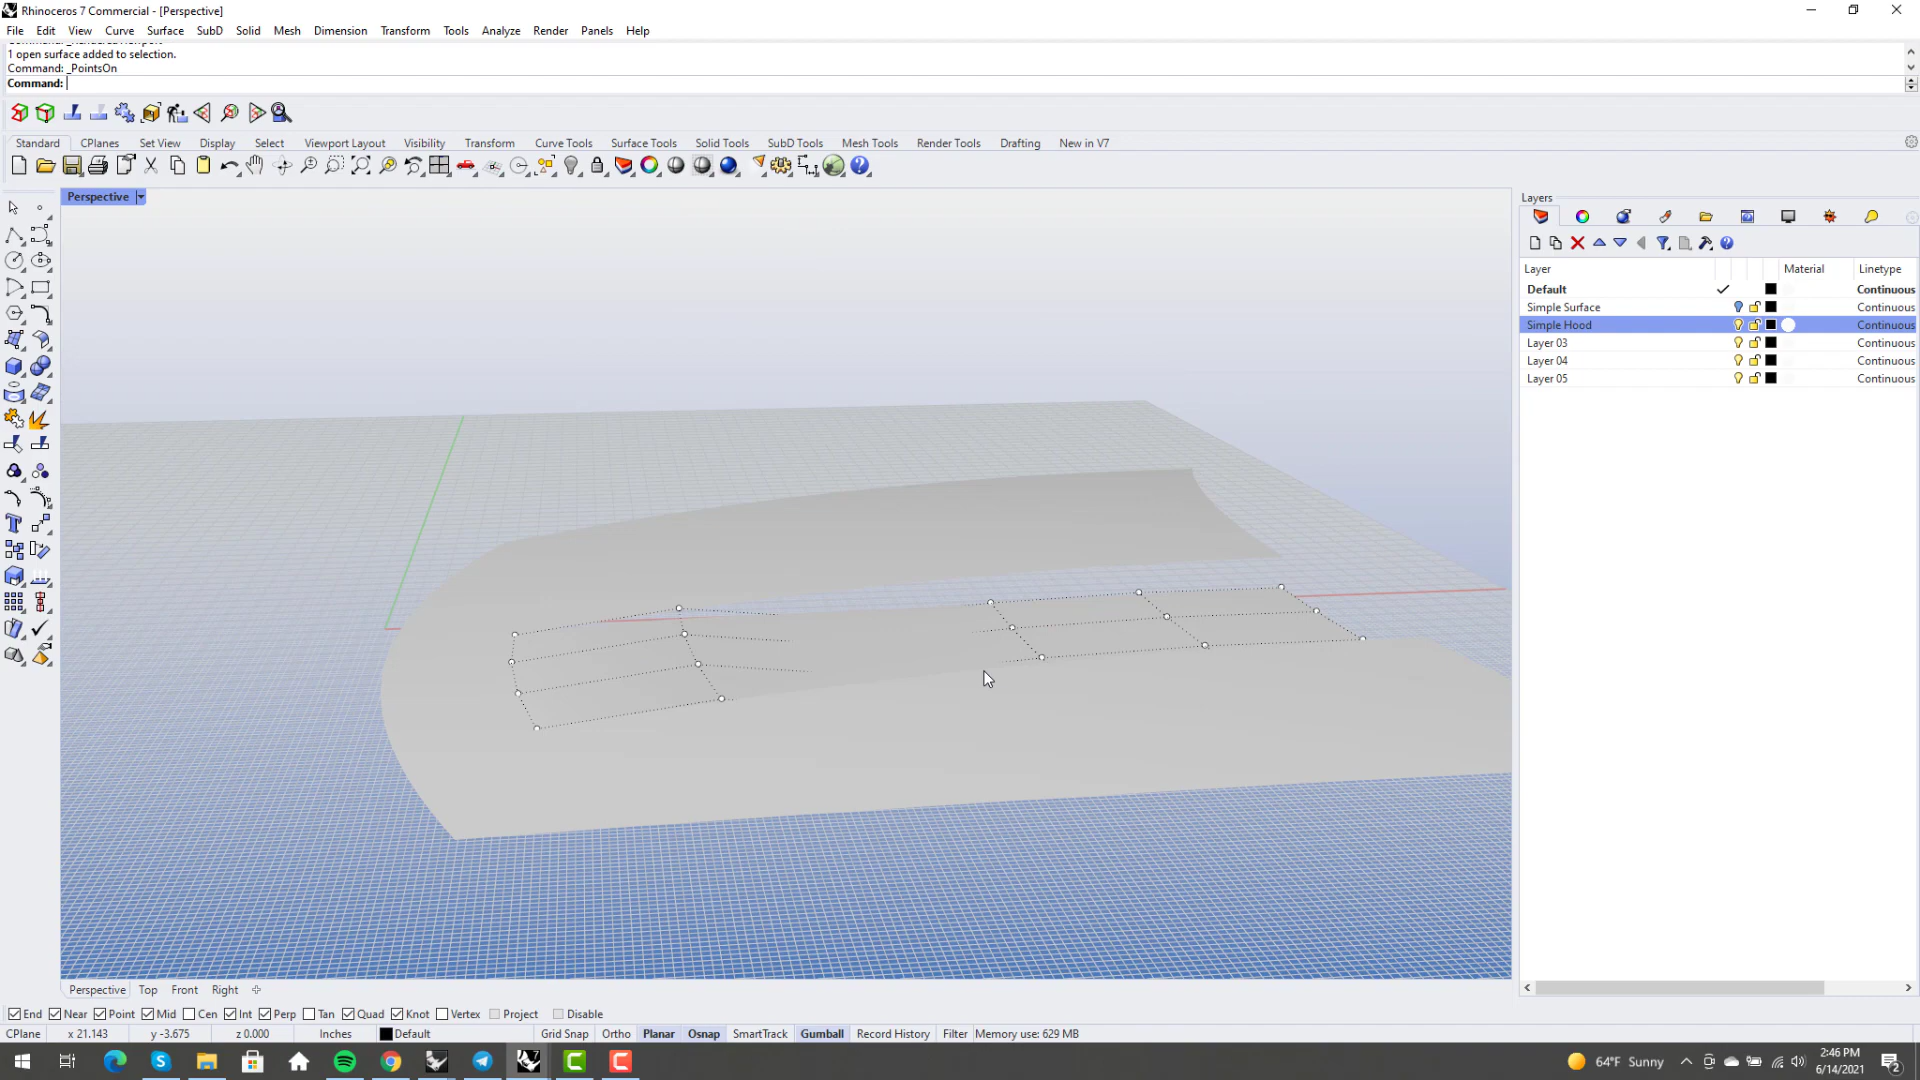 Rhinoceros 7 Commercial - [Perspective]
File Edit View Curve Surface SubD Solid Mesh Dimension Transform Tools Analyze Render Panels Help
1 open surface added to selection.
Command: _PointsOn
Command:
Standard CPlanes Set View Display Select Viewport Layout Visibility Transform Curve Tools Surface Tools Solid Tools SubD Tools Mesh Tools Render Tools Drafting New in V7
Perspective
Layers
Layer Material Linetype
Default Continuous
Simple Surface Continuous
Simple Hood Continuous
Layer 03 Continuous
Layer 04 Continuous
Layer 05 Continuous
Perspective Top Front Right
End Near Point Mid Cen Int Perp Tan Quad Knot Vertex Project Disable
CPlane x 21.143 y -3.675 z 0.000 Inches Default Grid Snap Ortho Planar Osnap SmartTrack Gumball Record History Filter Memory use: 629 MB
64°F Sunny 2:46 PM
6/14/2021
2